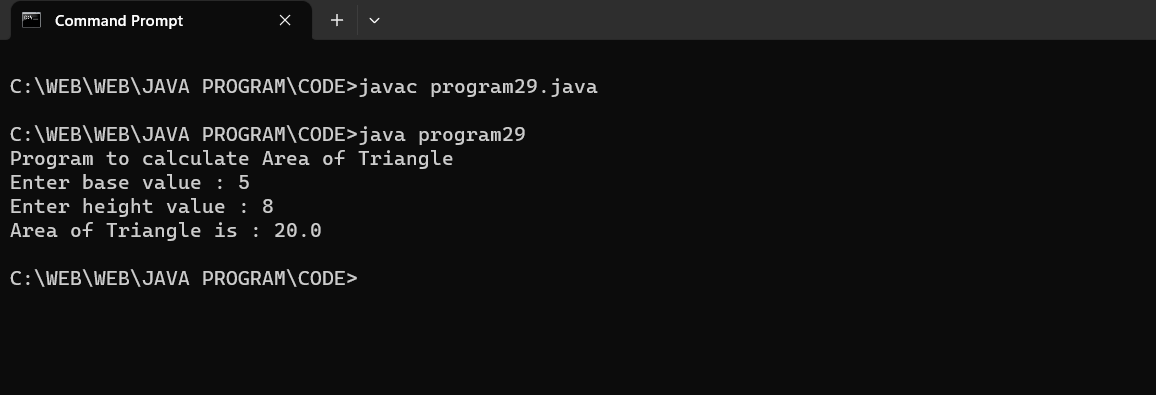 Command Prompt
C:\WEB\WEB\JAVA PROGRAM\CODE>javac program29.java
C:\WEB\WEB\JAVA PROGRAM\CODE>java program29
Program to calculate Area of Triangle
Enter base value : 5
Enter height value : 8
Area of Triangle is : 20.0
C:\WEB\WEB\JAVA PROGRAM\CODE>